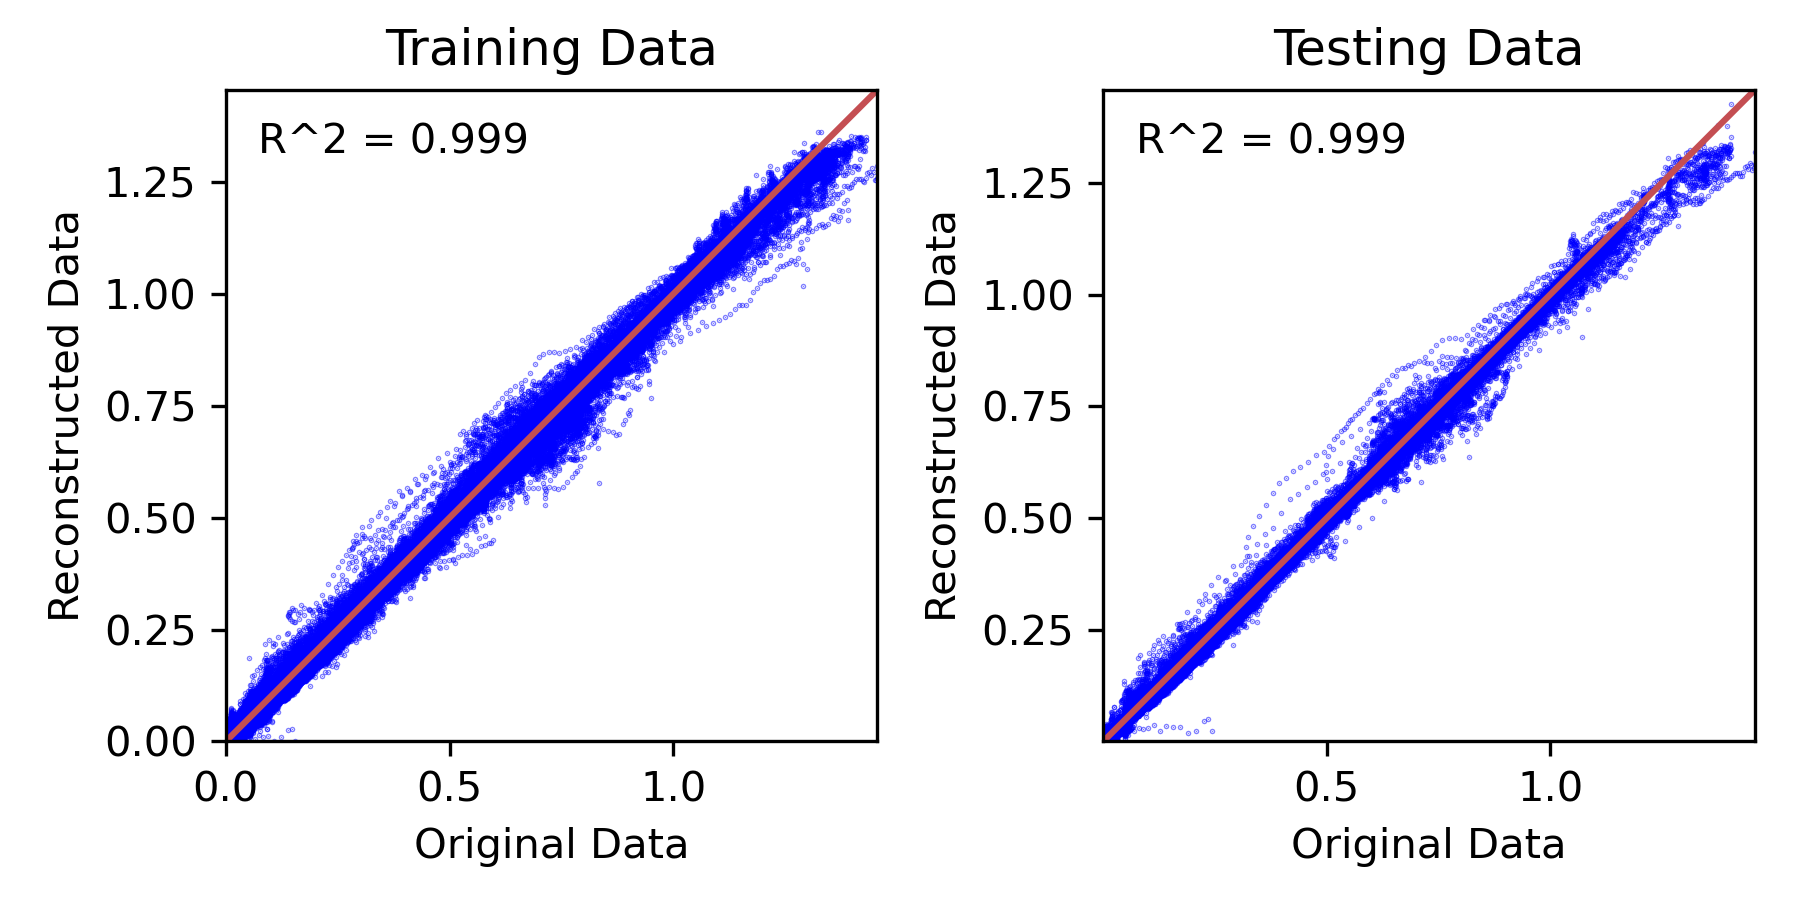 Training Data
R^2 = 0.999
Reconstructed Data
1.25
1.00
0.75
0.50
0.25
0.00
0.0 0.5 1.0
Original Data
Testing Data
R^2 = 0.999
Reconstructed Data
1.25
1.00
0.75
0.50
0.25
0.5 1.0
Original Data